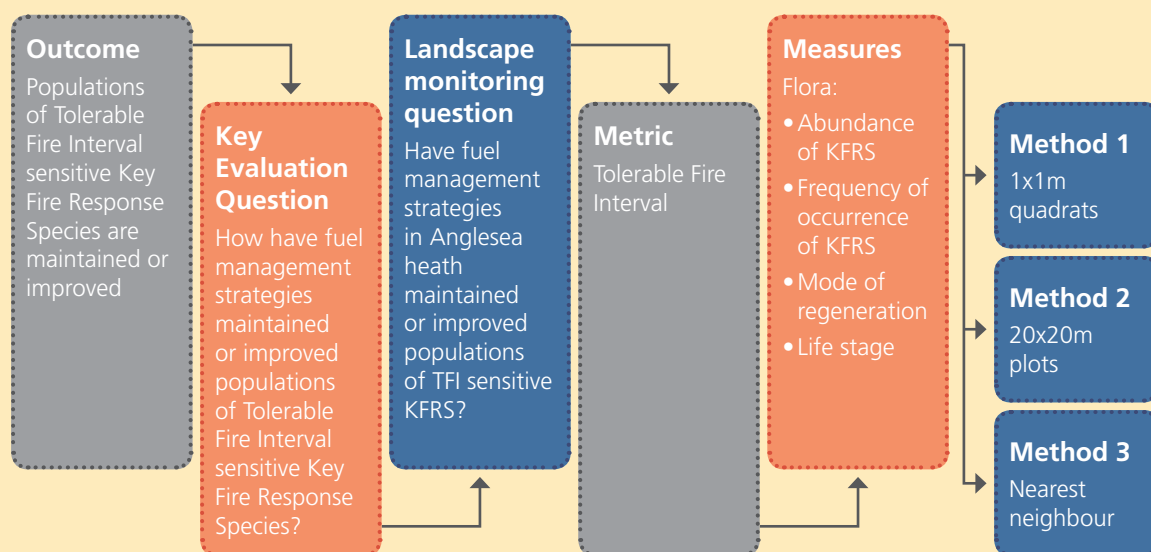 Outcome
Populations
of Tolerable
Fire Interval
sensitive Key
Fire Response
Species are
maintained or
improved
Key
Evaluation
Question
How have fuel
management
strategies
maintained
or improved
populations
of Tolerable
Fire Interval
sensitive Key
Fire Response
Species?
Landscape
monitoring
question
Have fuel
management
strategies
in Anglesea
heath
maintained
or improved
populations
of TFI sensitive
KFRS?
Metric
Tolerable Fire
Interval
Measures
Flora:
• Abundance
of KFRS
• Frequency of
occurrence
of KFRS
• Mode of
regeneration
• Life stage
Method 1
1x1m
quadrats
Method 2
20x20m
plots
Method 3
Nearest
neighbour